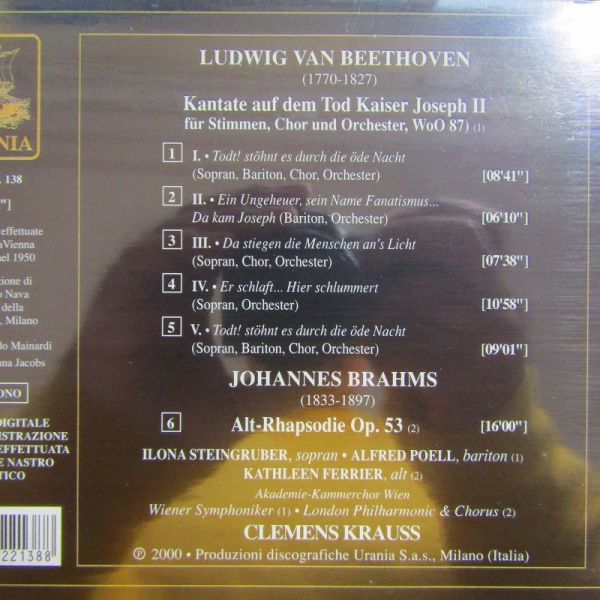 NIA
. 138
"]
effettuate
aVienna
nel 1950
zione di
o Nava
della
., Milano
do Mainardi
na Jacobs
ONO
DIGITALE
ISTRAZIONE
EFFETTUATA
E NASTRO
TICO
221388
LUDWIG VAN BEETHOVEN
(1770-1827)
Kantate auf dem Tod Kaiser Joseph II
für Stimmen, Chor und Orchester, WoO 87) (1)
1 I. • Todt! stöhnt es durch die öde Nacht
(Sopran, Bariton, Chor, Orchester) [08'41"]
2 II. • Ein Ungeheuer, sein Name Fanatismus...
Da kam Joseph (Bariton, Orchester) [06'10"]
3 III. • Da stiegen die Menschen an's Licht
(Sopran, Chor, Orchester) [07'38"]
4 IV. • Er schlaft... Hier schlummert
(Sopran, Orchester) [10'58"]
5 V. • Todt! stöhnt es durch die öde Nacht
(Sopran, Bariton, Chor, Orchester) [09'01"]
JOHANNES BRAHMS
(1833-1897)
6 Alt-Rhapsodie Op. 53 (2) [16'00"]
ILONA STEINGRUBER, sopran • ALFRED POELL, bariton (1)
KATHLEEN FERRIER, alt (2)
Akademie-Kammerchor Wien
Wiener Symphoniker (1) • London Philharmonic & Chorus (2)
CLEMENS KRAUSS
℗ 2000 • Produzioni discografiche Urania S.a.s., Milano (Italia)